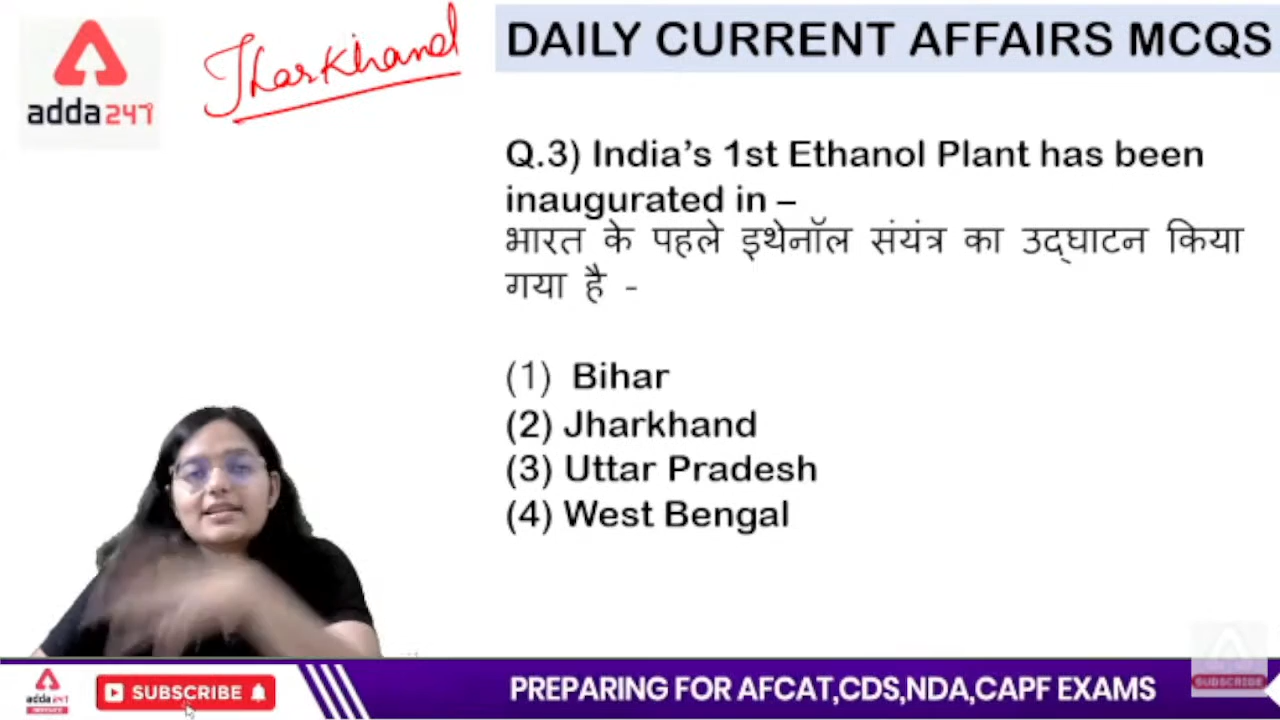 adda247
Jharkhand
DAILY CURRENT AFFAIRS MCQS
Q.3) India's 1st Ethanol Plant has been
inaugurated in –
भारत के पहले इथेनॉल संयंत्र का उद्घाटन किया
गया है -
(1) Bihar
(2) Jharkhand
(3) Uttar Pradesh
(4) West Bengal
adda247
SUBSCRIBE
PREPARING FOR AFCAT,CDS,NDA,CAPF EXAMS
SUBSCRIBE